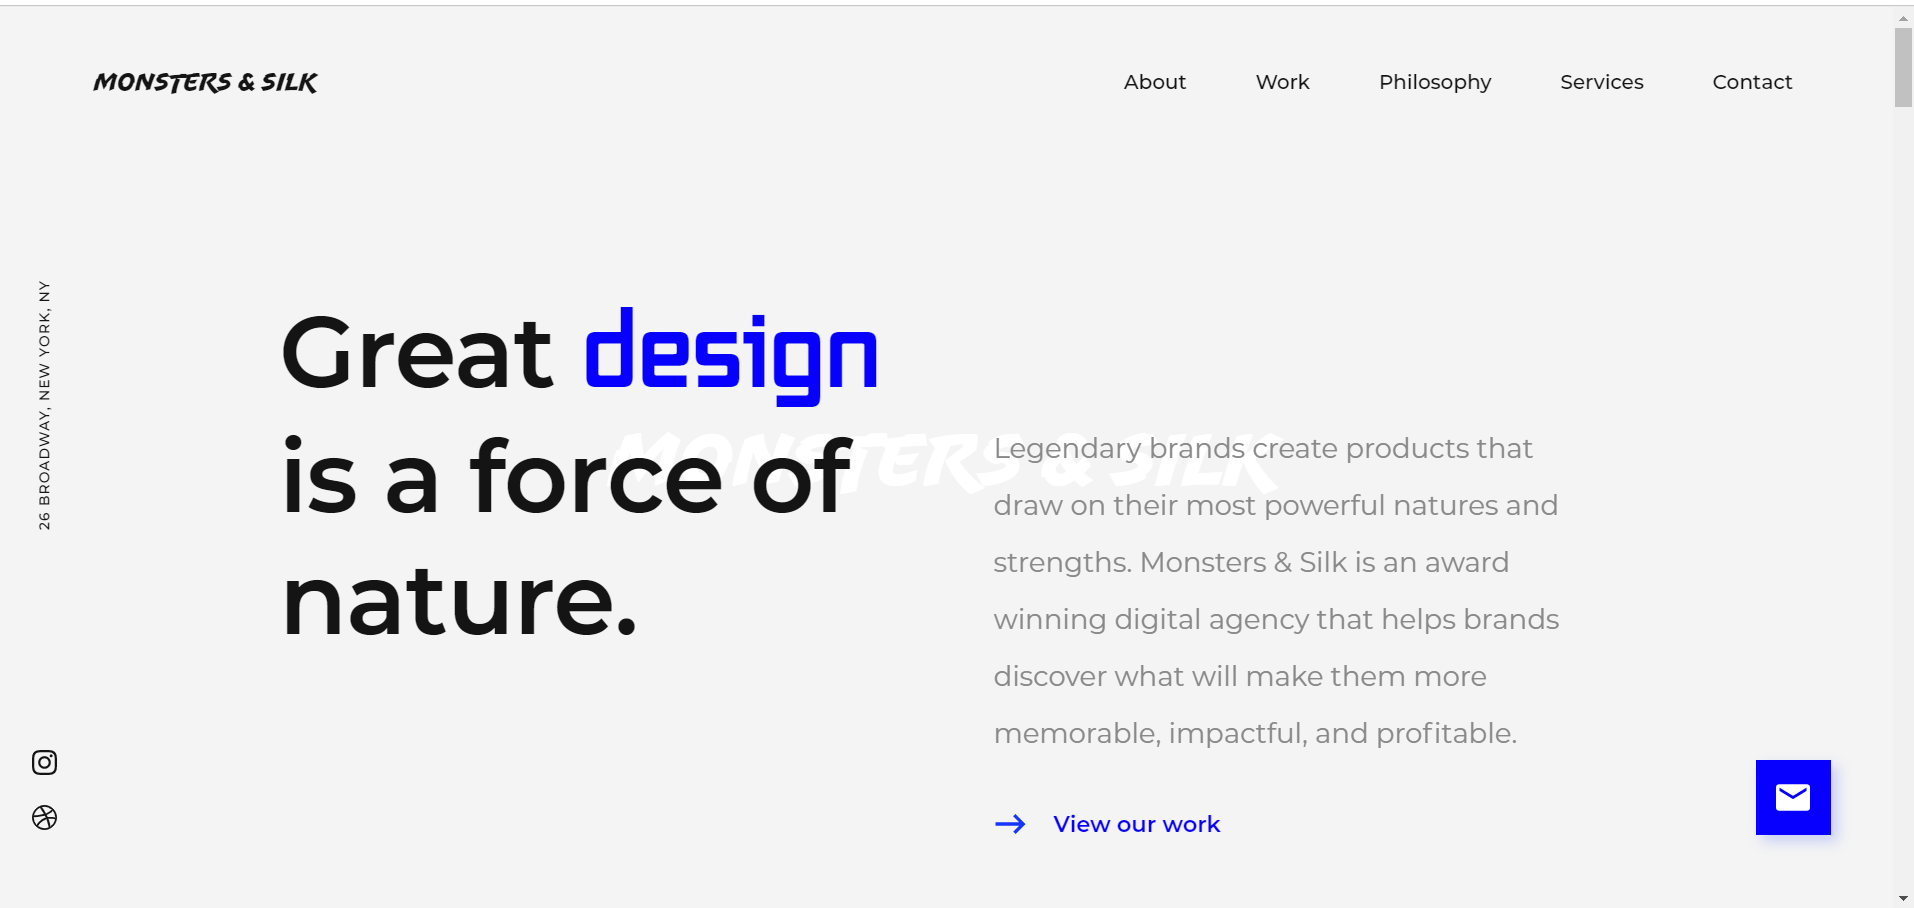 MONSTERS & SILK
About
Work
Philosophy
Services
Contact
26 BROADWAY, NEW YORK, NY
Great design
is a force of
nature.
MONSTERS & SILK
Legendary brands create products that
draw on their most powerful natures and
strengths. Monsters & Silk is an award
winning digital agency that helps brands
discover what will make them more
memorable, impactful, and profitable.
View our work